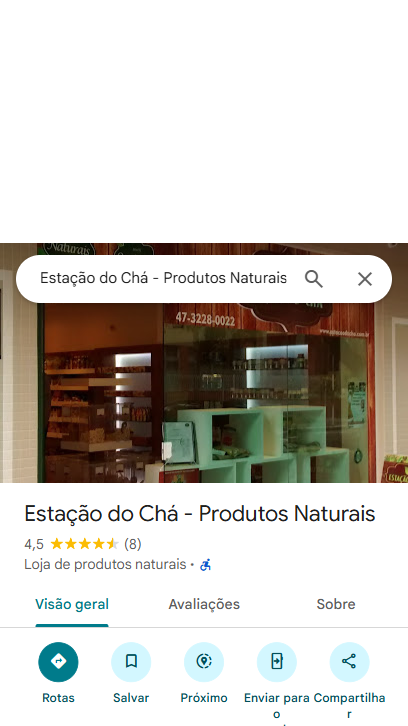 Naturais
Estação do Chá - Produtos Naturais
47-3228-0022
Estação do Chá - Produtos Naturais
4,5 (8)
Loja de produtos naturais ·
Visão geral
Avaliações
Sobre
Rotas
Salvar
Próximo
Enviar para
o
Compartilha
r